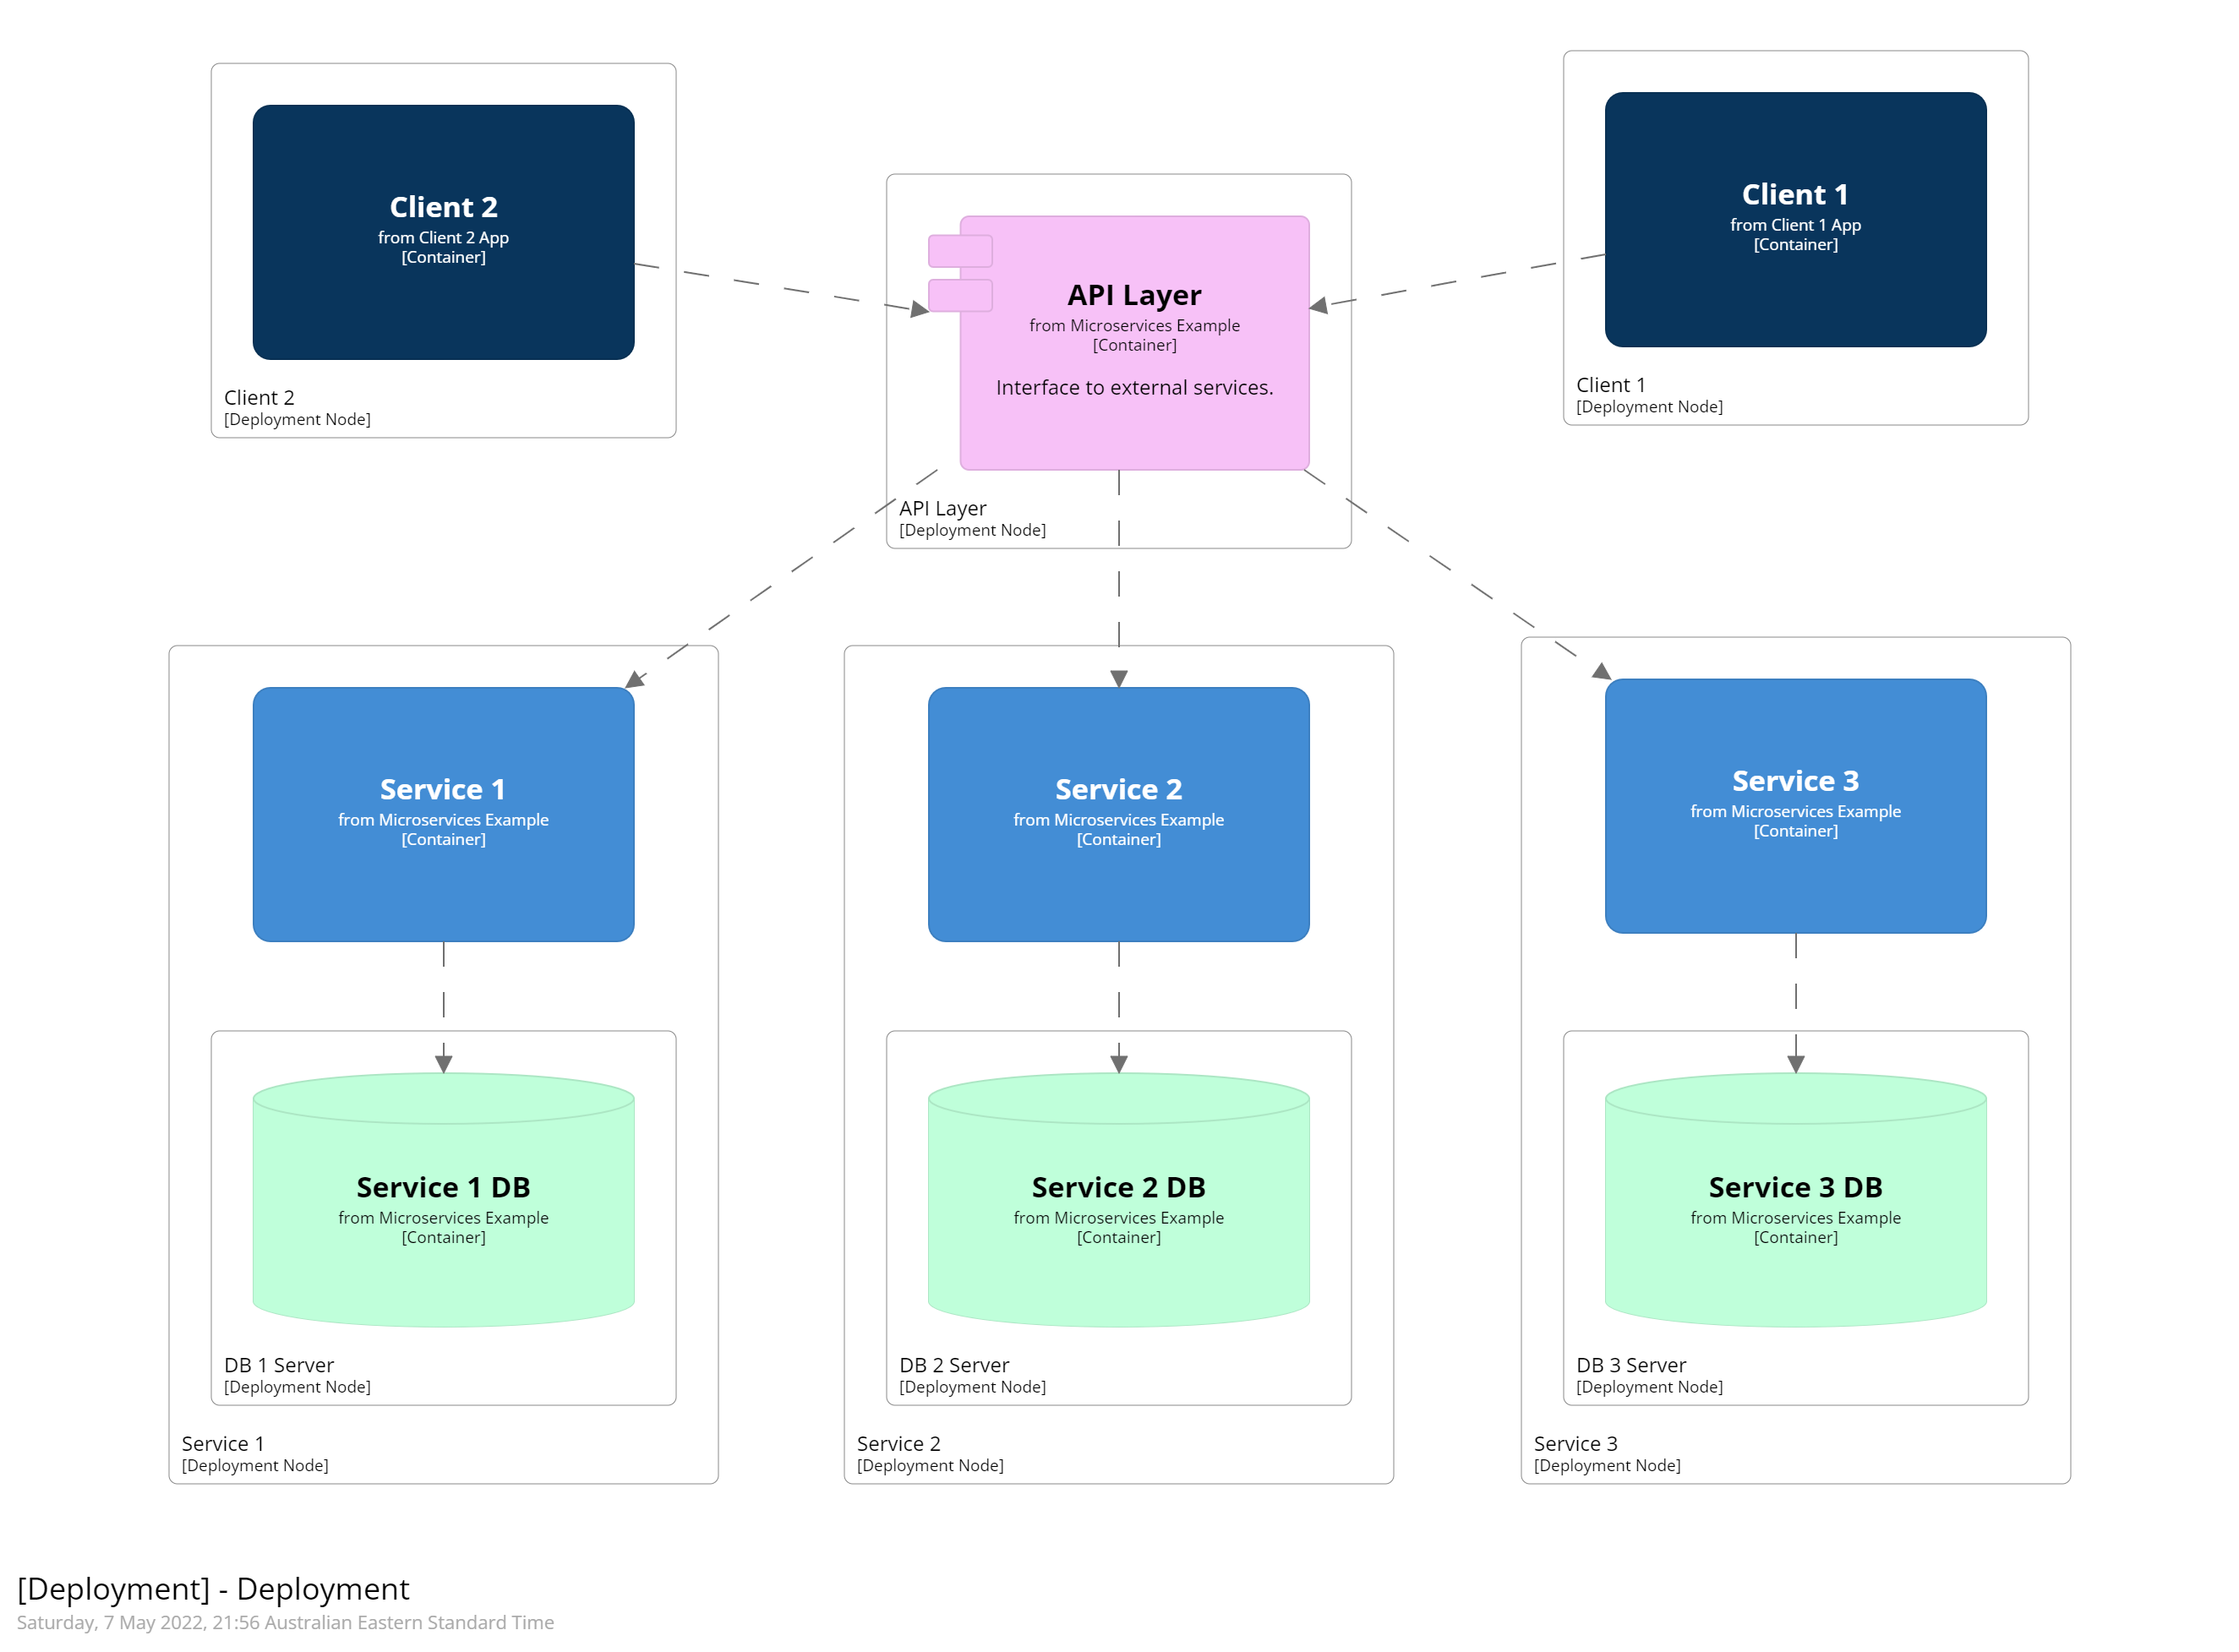 Client 2
from Client 2 App
[Container]
Client 2
[Deployment Node]
Client 1
from Client 1 App
[Container]
Client 1
[Deployment Node]
API Layer
from Microservices Example
[Container]
Interface to external services.
API Layer
[Deployment Node]
Service 1
from Microservices Example
[Container]
Service 1 DB
from Microservices Example
[Container]
DB 1 Server
[Deployment Node]
Service 1
[Deployment Node]
Service 2
from Microservices Example
[Container]
Service 2 DB
from Microservices Example
[Container]
DB 2 Server
[Deployment Node]
Service 2
[Deployment Node]
Service 3
from Microservices Example
[Container]
Service 3 DB
from Microservices Example
[Container]
DB 3 Server
[Deployment Node]
Service 3
[Deployment Node]
[Deployment] - Deployment
Saturday, 7 May 2022, 21:56 Australian Eastern Standard Time